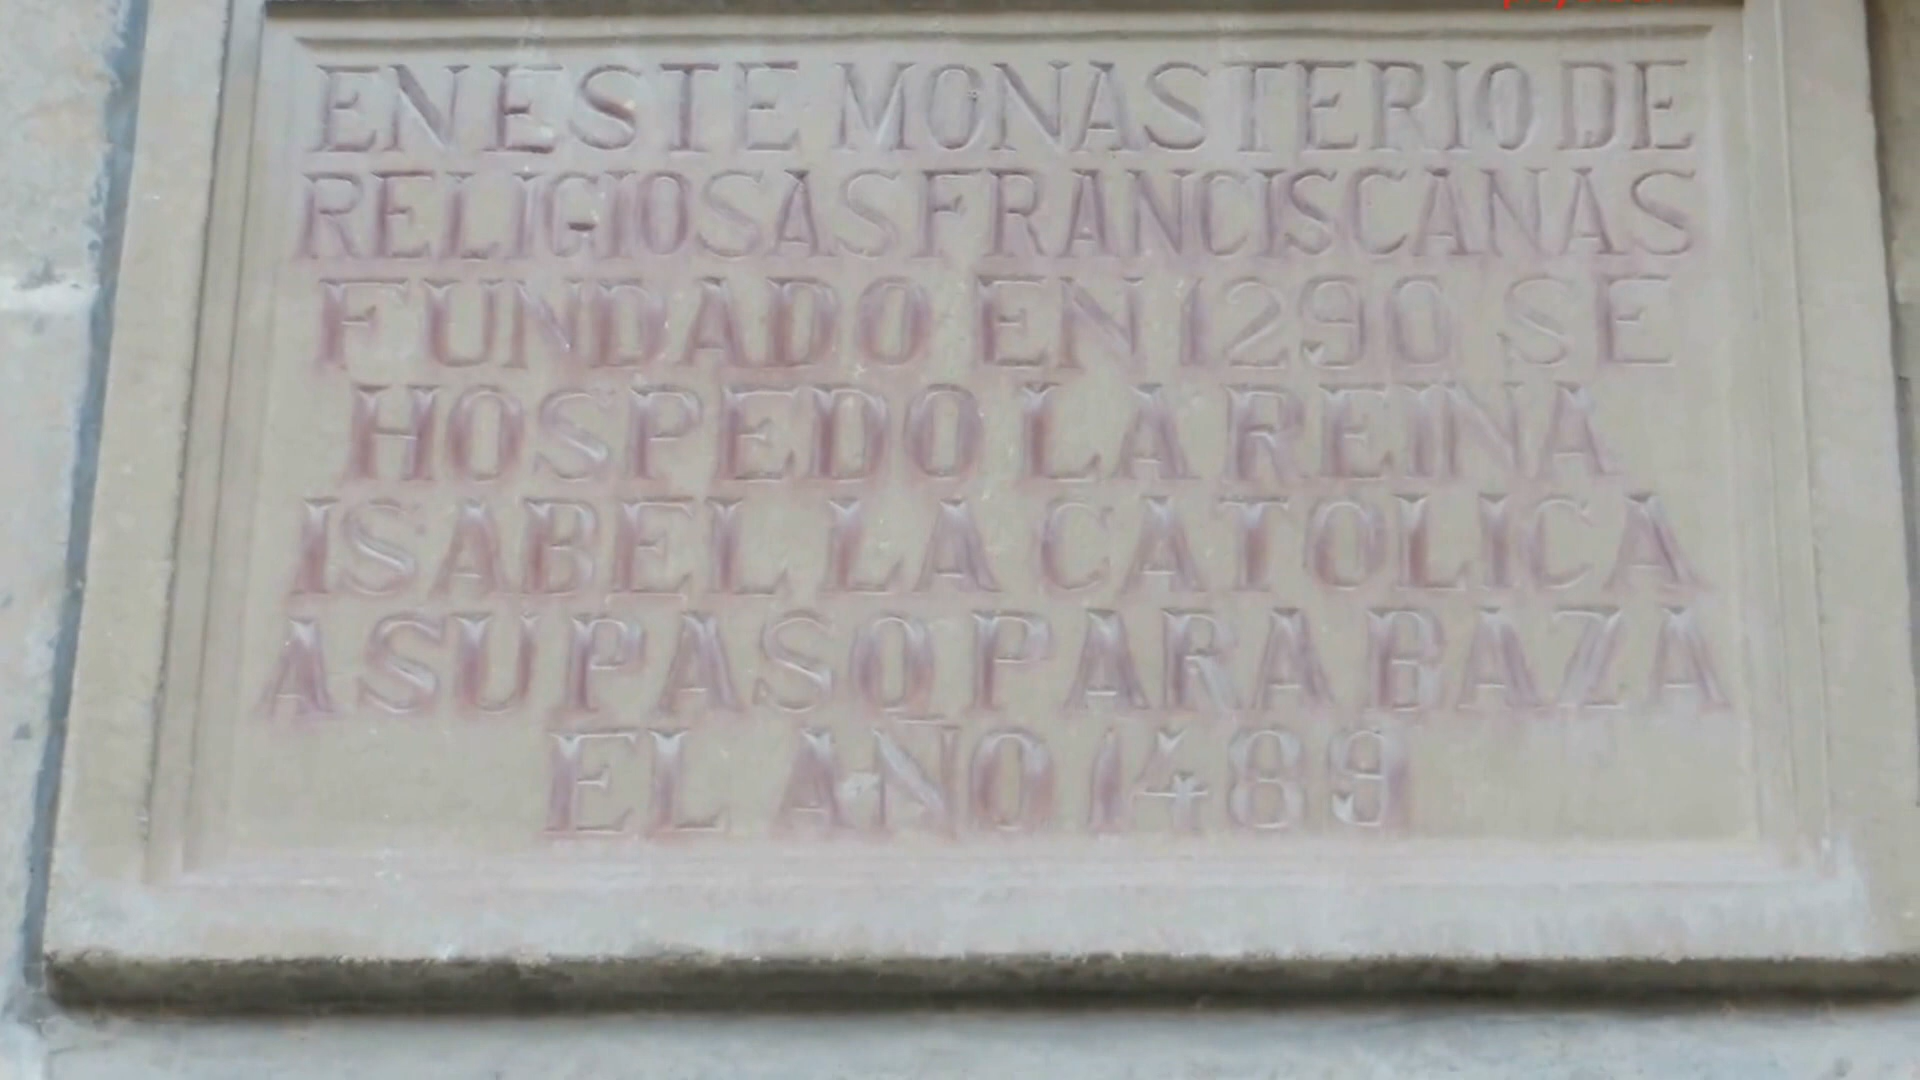 EN ESTE MONASTERIO DE
RELIGIOSAS FRANCISCANAS
FUNDADO EN 1290 SE
HOSPEDO LA REINA
ISABEL LA CATOLICA
A SU PASO PARA BAZA
EL AÑO 1489